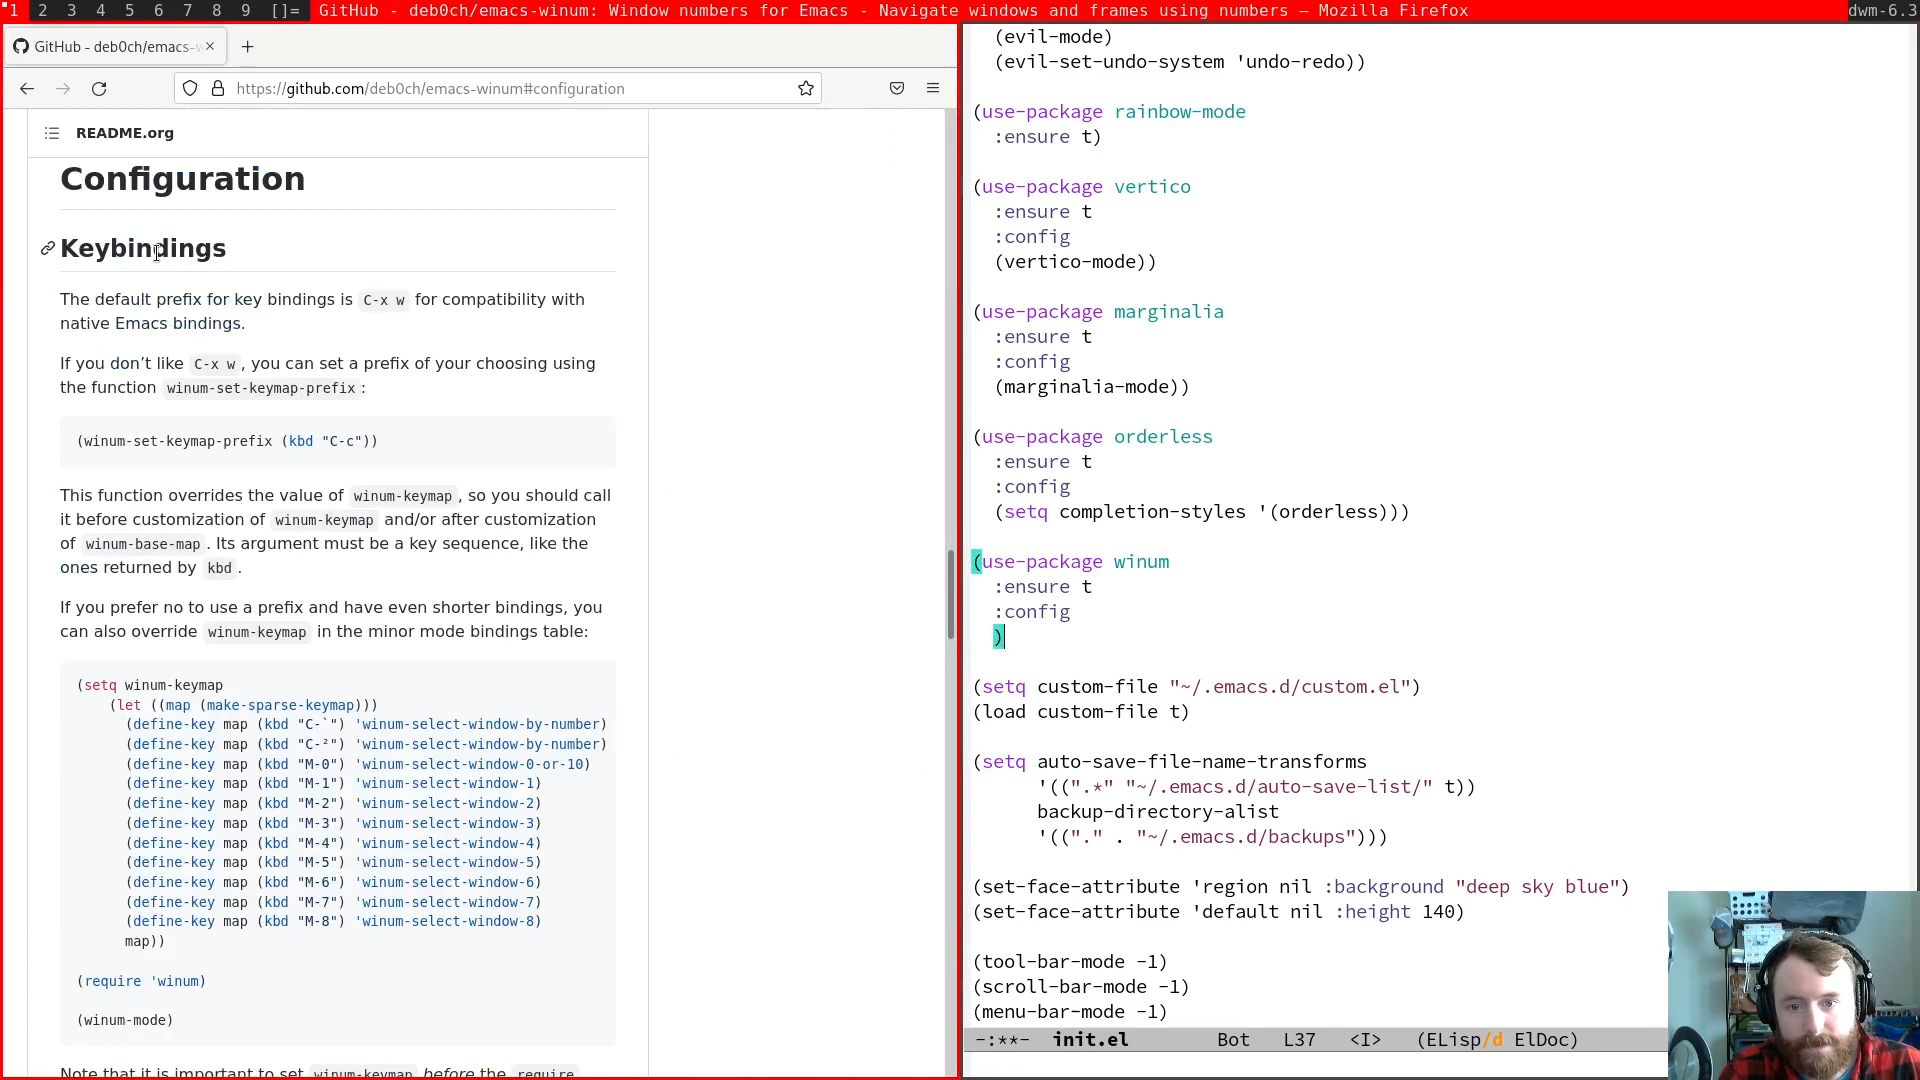 1 2 3 4 5 6 7 8 9 []= GitHub - deb0ch/emacs-winum: Window numbers for Emacs - Navigate windows and frames using numbers — Mozilla Firefox dwm-6.3
GitHub - deb0ch/emacs-w
https://github.com/deb0ch/emacs-winum#configuration
README.org
Configuration
Keybindings
The default prefix for key bindings is C-x w for compatibility with
native Emacs bindings.
If you don’t like C-x w, you can set a prefix of your choosing using
the function winum-set-keymap-prefix:
(winum-set-keymap-prefix (kbd "C-c"))
This function overrides the value of winum-keymap, so you should call
it before customization of winum-keymap and/or after customization
of winum-base-map. Its argument must be a key sequence, like the
ones returned by kbd.
If you prefer no to use a prefix and have even shorter bindings, you
can also override winum-keymap in the minor mode bindings table:
(setq winum-keymap
    (let ((map (make-sparse-keymap)))
      (define-key map (kbd "C-`") 'winum-select-window-by-number)
      (define-key map (kbd "C-²") 'winum-select-window-by-number)
      (define-key map (kbd "M-0") 'winum-select-window-0-or-10)
      (define-key map (kbd "M-1") 'winum-select-window-1)
      (define-key map (kbd "M-2") 'winum-select-window-2)
      (define-key map (kbd "M-3") 'winum-select-window-3)
      (define-key map (kbd "M-4") 'winum-select-window-4)
      (define-key map (kbd "M-5") 'winum-select-window-5)
      (define-key map (kbd "M-6") 'winum-select-window-6)
      (define-key map (kbd "M-7") 'winum-select-window-7)
      (define-key map (kbd "M-8") 'winum-select-window-8)
      map))
(require 'winum)
(winum-mode)
Note that it is important to set winum-keymap before the require
  (evil-mode)
  (evil-set-undo-system 'undo-redo))
(use-package rainbow-mode
  :ensure t)
(use-package vertico
  :ensure t
  :config
  (vertico-mode))
(use-package marginalia
  :ensure t
  :config
  (marginalia-mode))
(use-package orderless
  :ensure t
  :config
  (setq completion-styles '(orderless)))
(use-package winum
  :ensure t
  :config
  )
(setq custom-file "~/.emacs.d/custom.el")
(load custom-file t)
(setq auto-save-file-name-transforms
      '((".*" "~/.emacs.d/auto-save-list/" t))
      backup-directory-alist
      '(("." . "~/.emacs.d/backups")))
(set-face-attribute 'region nil :background "deep sky blue")
(set-face-attribute 'default nil :height 140)
(tool-bar-mode -1)
(scroll-bar-mode -1)
(menu-bar-mode -1)
-:**- init.el Bot L37 <I> (ELisp/d ElDoc)